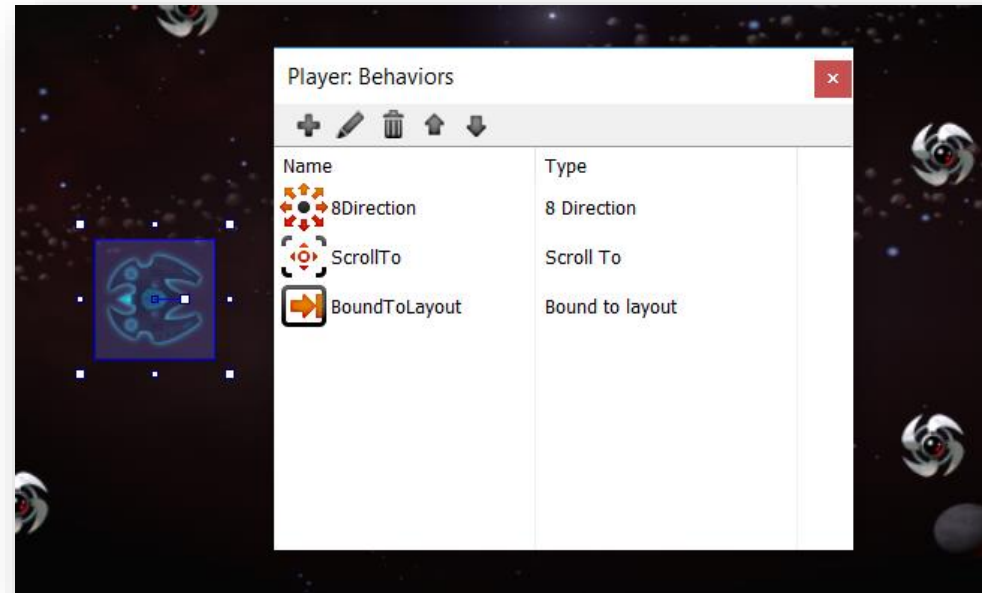 Player: Behaviors
Name Type
8Direction 8 Direction
ScrollTo Scroll To
BoundToLayout Bound to layout